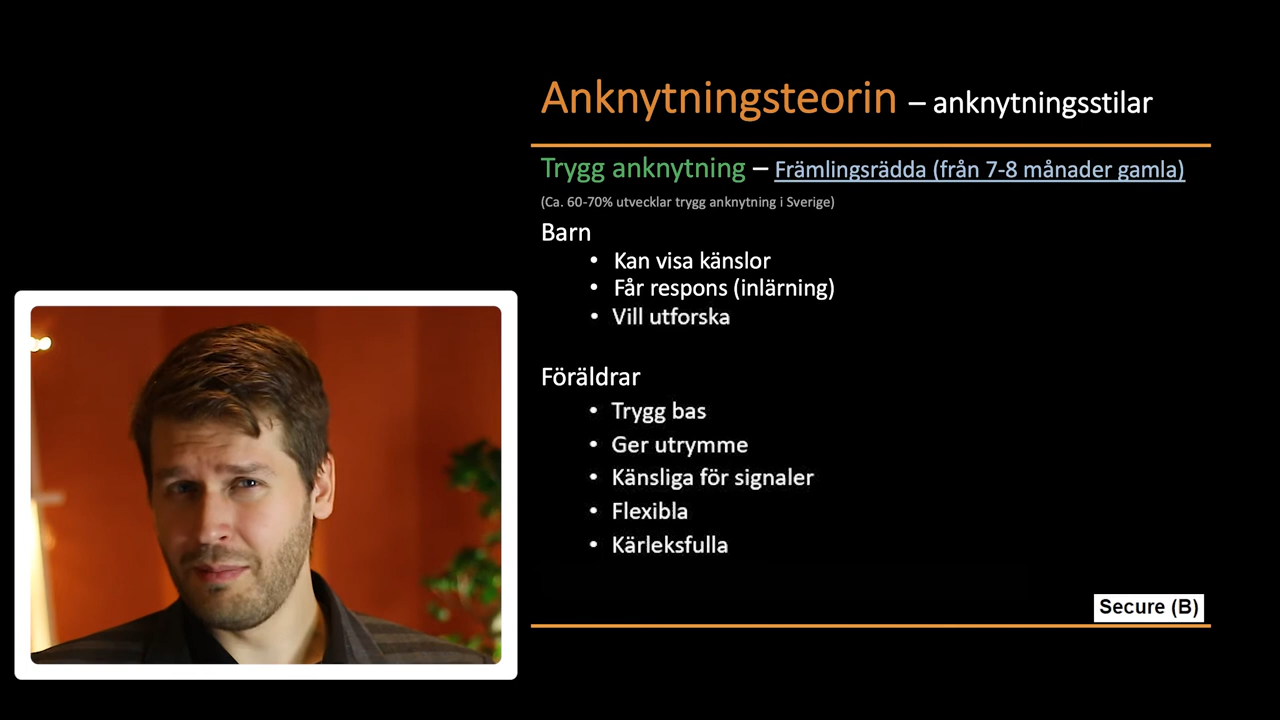 Anknytningsteorin – anknytningsstilar
Trygg anknytning – Främlingsrädda (från 7-8 månader gamla)
(Ca. 60-70% utvecklar trygg anknytning i Sverige)
Barn
• Kan visa känslor
• Får respons (inlärning)
• Vill utforska
Föräldrar
• Trygg bas
• Ger utrymme
• Känsliga för signaler
• Flexibla
• Kärleksfulla
Secure (B)